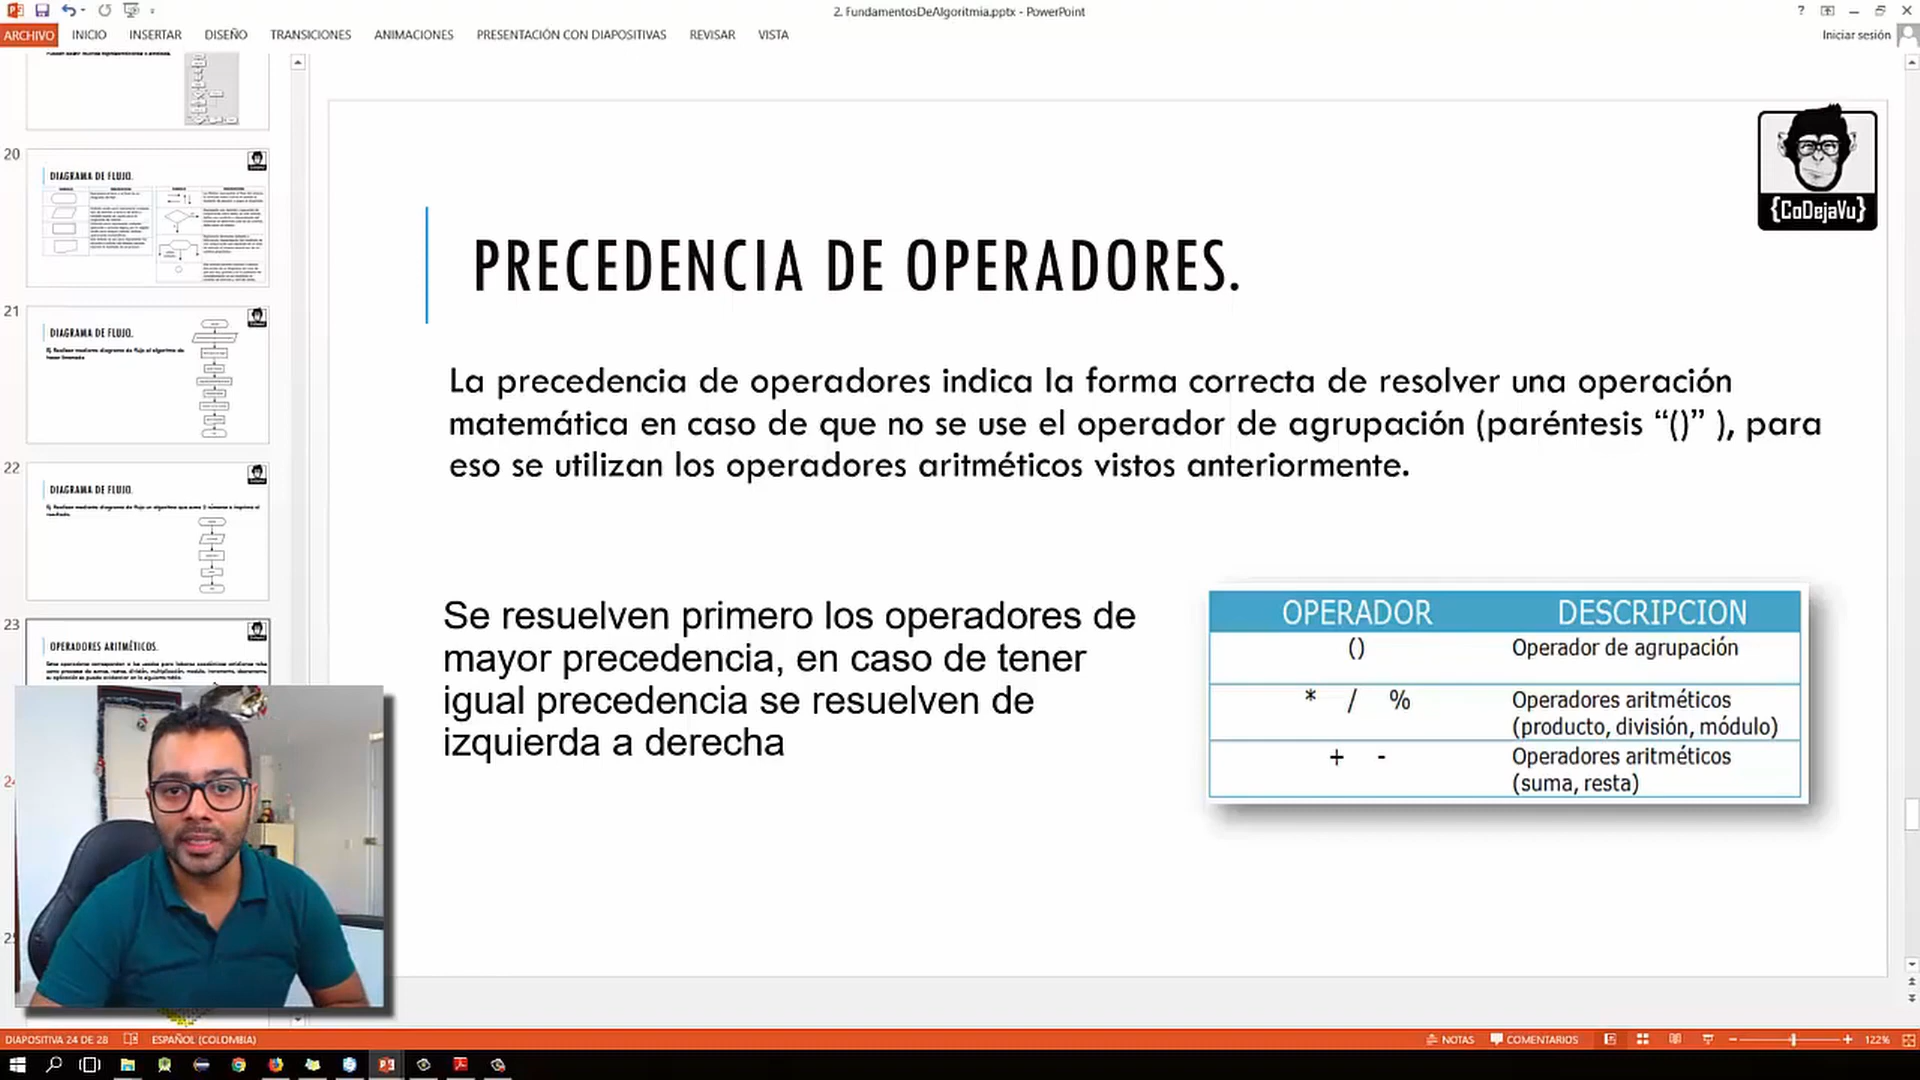 2. FundamentosDeAlgoritmia.pptx - PowerPoint
?
ARCHIVO INICIO INSERTAR DISEÑO TRANSICIONES ANIMACIONES PRESENTACIÓN CON DIAPOSITIVAS REVISAR VISTA
Iniciar sesión
20
DIAGRAMA DE FLUJO.
21
DIAGRAMA DE FLUJO.
22
DIAGRAMA DE FLUJO.
23
OPERADORES ARITMÉTICOS.
{CoDejaVu}
PRECEDENCIA DE OPERADORES.
La precedencia de operadores indica la forma correcta de resolver una operación
matemática en caso de que no se use el operador de agrupación (paréntesis “()” ), para
eso se utilizan los operadores aritméticos vistos anteriormente.
Se resuelven primero los operadores de
mayor precedencia, en caso de tener
igual precedencia se resuelven de
izquierda a derecha
OPERADOR DESCRIPCION
() Operador de agrupación
* / % Operadores aritméticos
(producto, división, módulo)
+ - Operadores aritméticos
(suma, resta)
DIAPOSITIVA 24 DE 28 ESPAÑOL (COLOMBIA)
NOTAS COMENTARIOS 122%